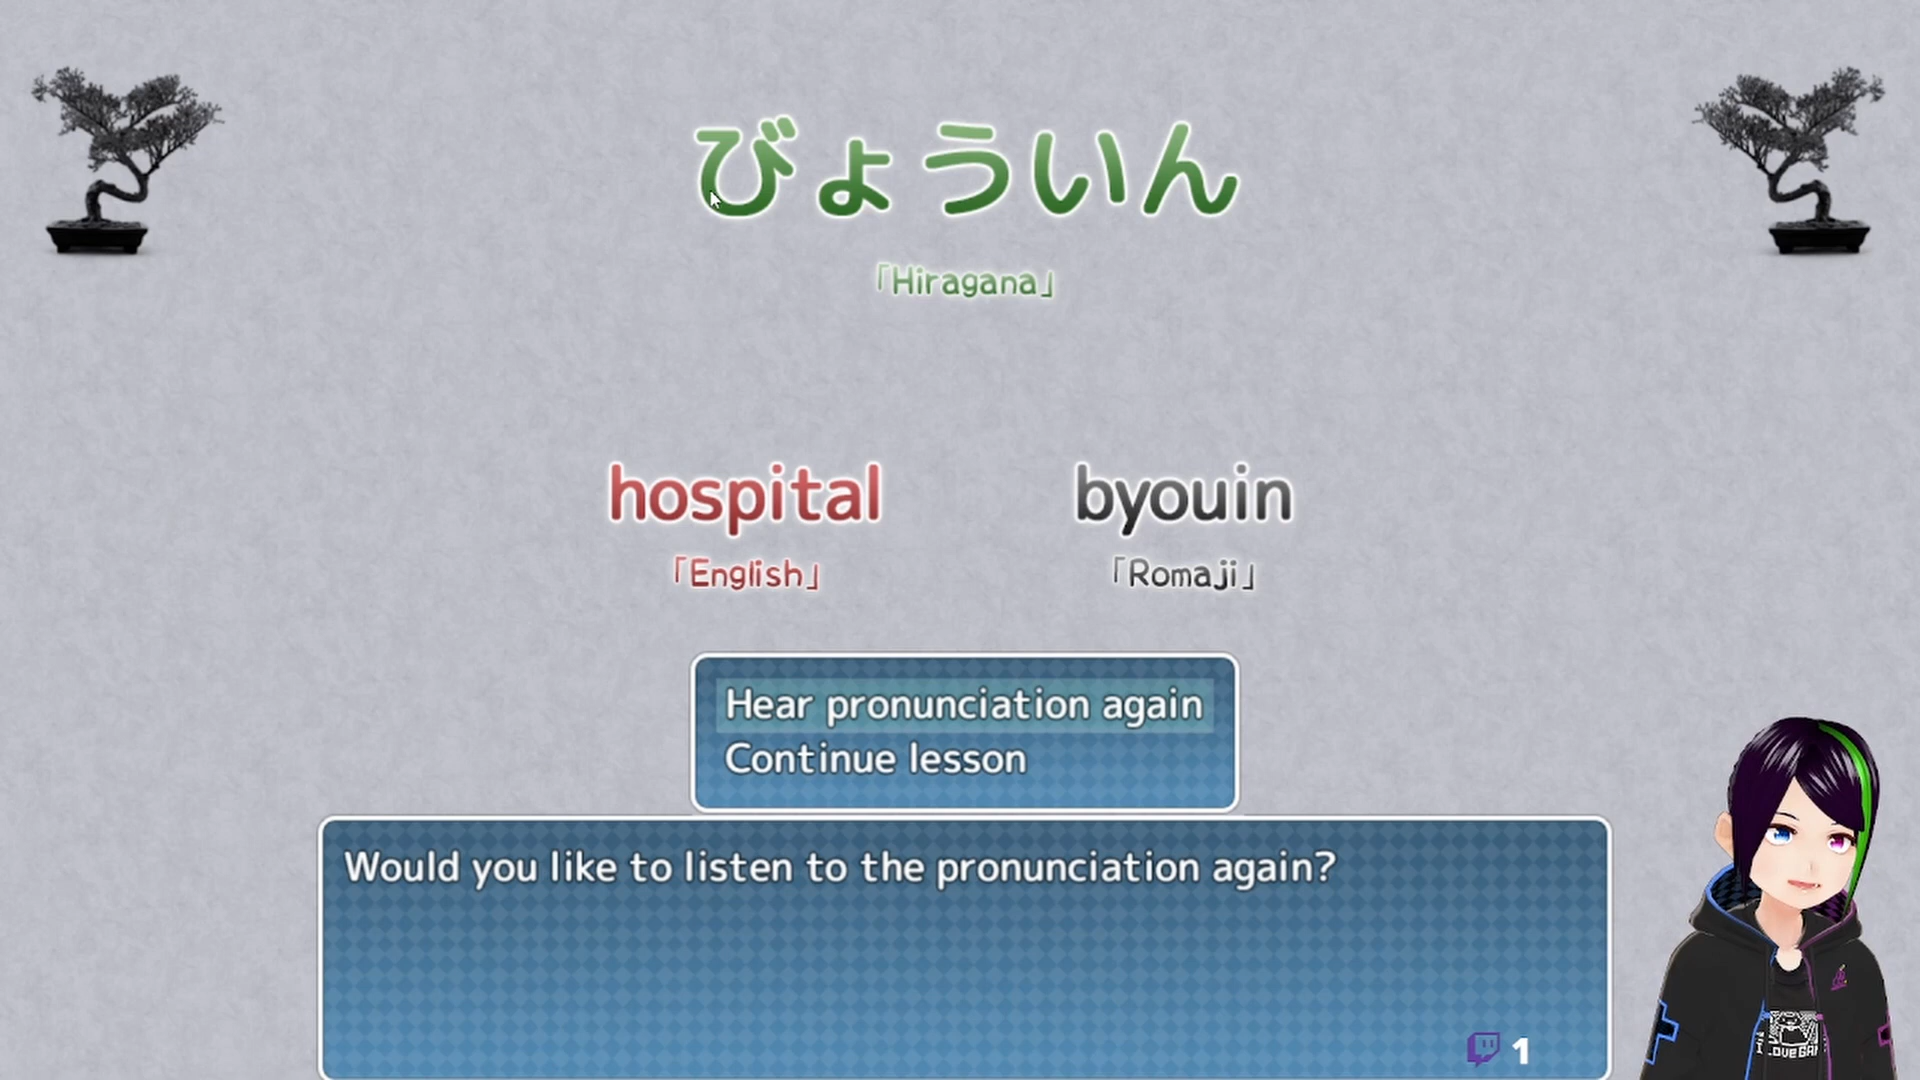 びょういん
「Hiragana」
hospital
byouin
「English」
「Romaji」
Hear pronunciation again
Continue lesson
Would you like to listen to the pronunciation again?
1